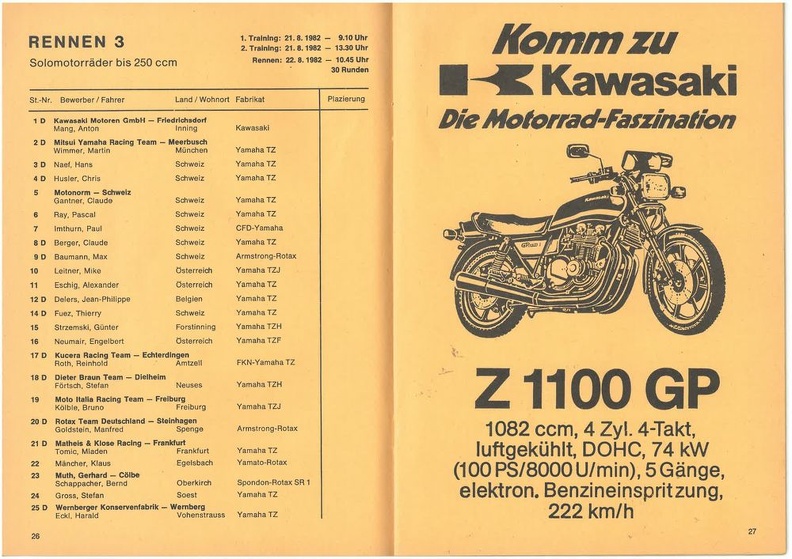 RENNEN 3
Solomotorräder bis 250 ccm
1. Training: 21. 8. 1982 — 9.10 Uhr
2. Training: 21. 8. 1982 — 13.30 Uhr
Rennen: 22. 8. 1982 — 10.45 Uhr
30 Runden
St.-Nr. Bewerber / Fahrer Land / Wohnort Fabrikat Plazierung
1 D Kawasaki Motoren GmbH — Friedrichsdorf
Mang, Anton Inning Kawasaki
2 D Mitsui Yamaha Racing Team — Meerbusch
Wimmer, Martin München Yamaha TZ
3 D Naef, Hans Schweiz Yamaha TZ
4 D Husler, Chris Schweiz Yamaha TZ
5 Motonorm — Schweiz
Gantner, Claude Schweiz Yamaha TZ
6 Ray, Pascal Schweiz Yamaha TZ
7 Imthurn, Paul Schweiz CFD-Yamaha
8 D Berger, Claude Schweiz Yamaha TZ
9 D Baumann, Max Schweiz Armstrong-Rotax
10 Leitner, Mike Österreich Yamaha TZJ
11 Eschig, Alexander Österreich Yamaha TZ
12 D Delers, Jean-Philippe Belgien Yamaha TZ
14 D Fuez, Thierry Schweiz Yamaha TZ
15 Strzemski, Günter Forstinning Yamaha TZH
16 Neumair, Engelbert Österreich Yamaha TZF
17 D Kucera Racing Team — Echterdingen
Roth, Reinhold Amtzell FKN-Yamaha TZ
18 D Dieter Braun Team — Dielheim
Förtsch, Stefan Neuses Yamaha TZH
19 Moto Italia Racing Team — Freiburg
Kölble, Bruno Freiburg Yamaha TZJ
20 D Rotax Team Deutschland — Steinhagen
Goldstein, Manfred Spenge Armstrong-Rotax
21 D Matheis & Klose Racing — Frankfurt
Tomic, Mladen Frankfurt Yamaha TZ
22 Mäncher, Klaus Egelsbach Yamato-Rotax
23 Muth, Gerhard — Cölbe
Schappacher, Bernd Oberkirch Spondon-Rotax SR 1
24 Gross, Stefan Soest Yamaha TZ
25 D Wernberger Konservenfabrik — Wernberg
Eckl, Harald Vohenstrauss Yamaha TZ
26
Komm zu
Kawasaki
Die Motorrad-Faszination
Z 1100 GP
1082 ccm, 4 Zyl. 4-Takt,
luftgekühlt, DOHC, 74 kW
(100 PS/8000 U/min), 5 Gänge,
elektron. Benzineinspritzung,
222 km/h
27